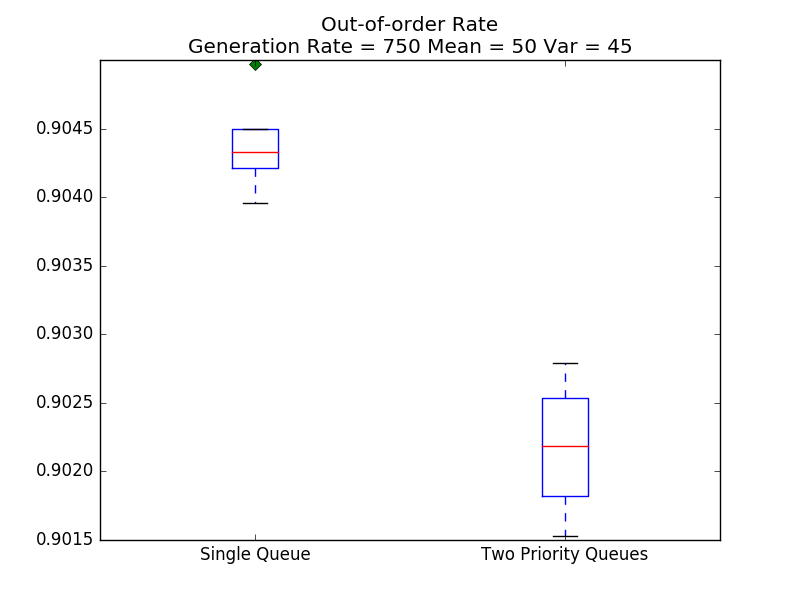 Out-of-order Rate
Generation Rate = 750 Mean = 50 Var = 45
0.9045
0.9040
0.9035
0.9030
0.9025
0.9020
0.9015
Single Queue
Two Priority Queues